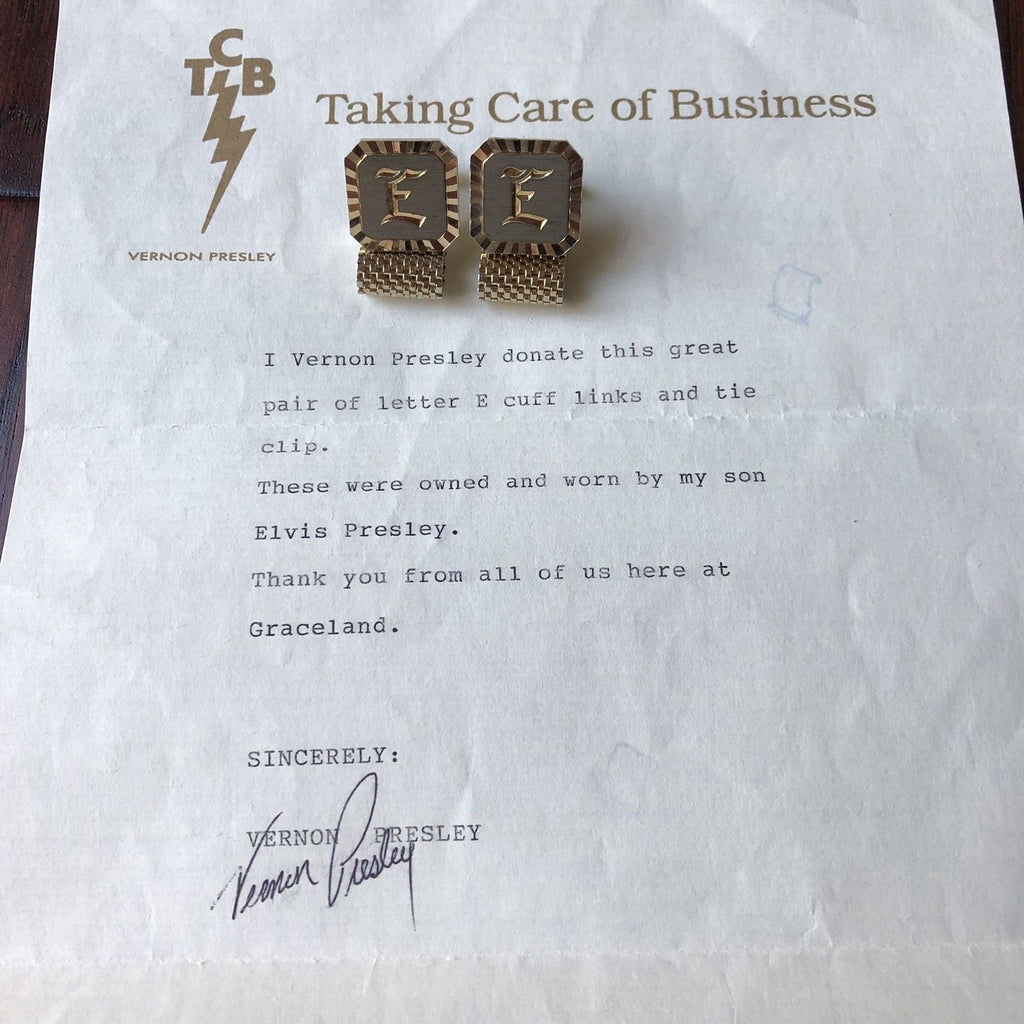 TCB
Taking Care of Business
VERNON PRESLEY
E E
I Vernon Presley donate this great
pair of letter E cuff links and tie
clip.
These were owned and worn by my son
Elvis Presley.
Thank you from all of us here at
Graceland.
SINCERELY:
VERNON PRESLEY
Vernon Presley